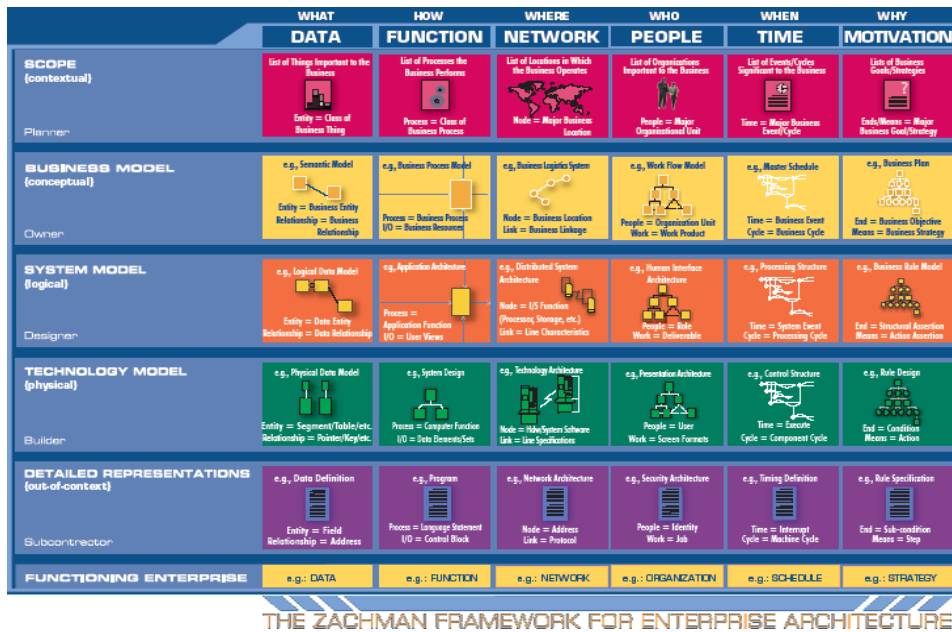 WHAT HOW WHERE WHO WHEN WHY
DATA FUNCTION NETWORK PEOPLE TIME MOTIVATION
SCOPE
(contextual)
Planner
List of Things Important to the
Business
Entity = Class of
Business Thing
List of Processes the
Business Performs
Process = Class of
Business Process
List of Locations in Which
the Business Operates
Node = Major Business
Location
List of Organizations
Important to the Business
People = Major
Organizational Unit
List of Events/Cycles
Significant to the Business
Time = Major Business
Event/Cycle
Lists of Business
Goals/Strategies
?
Ends/Means = Major
Business Goal/Strategy
BUSINESS MODEL
(conceptual)
Owner
e.g., Semantic Model
Entity = Business Entity
Relationship = Business
Relationship
e.g., Business Process Model
Process = Business Process
I/O = Business Resources
e.g., Business Logistics System
Node = Business Location
Link = Business Linkage
e.g., Work Flow Model
People = Organization Unit
Work = Work Product
e.g., Master Schedule
Time = Business Event
Cycle = Business Cycle
e.g., Business Plan
End = Business Objective
Means = Business Strategy
SYSTEM MODEL
(logical)
Designer
e.g., Logical Data Model
Entity = Data Entity
Relationship = Data Relationship
e.g., Application Architecture
Process =
Application Function
I/O = User Views
e.g., Distributed System
Architecture
Node = I/S Function
(Processor, Storage, etc.)
Link = Line Characteristics
e.g., Human Interface
Architecture
People = Role
Work = Deliverable
e.g., Processing Structure
Time = System Event
Cycle = Processing Cycle
e.g., Business Rule Model
End = Structural Assertion
Means = Action Assertion
TECHNOLOGY MODEL
(physical)
Builder
e.g., Physical Data Model
Entity = Segment/Table/etc.
Relationship = Pointer/Key/etc.
e.g., System Design
Process = Computer Function
I/O = Data Elements/Sets
e.g., Technology Architecture
Node = Hdw/System Software
Link = Line Specifications
e.g., Presentation Architecture
People = User
Work = Screen Formats
e.g., Control Structure
Time = Execute
Cycle = Component Cycle
e.g., Rule Design
End = Condition
Means = Action
DETAILED REPRESENTATIONS
(out-of-context)
Subcontractor
e.g., Data Definition
Entity = Field
Relationship = Address
e.g., Program
Process = Language Statement
I/O = Control Block
e.g., Network Architecture
Node = Address
Link = Protocol
e.g., Security Architecture
People = Identity
Work = Job
e.g., Timing Definition
Time = Interrupt
Cycle = Machine Cycle
e.g., Rule Specification
End = Sub-condition
Means = Step
FUNCTIONING ENTERPRISE
e.g.: DATA
e.g.: FUNCTION
e.g.: NETWORK
e.g.: ORGANIZATION
e.g.: SCHEDULE
e.g.: STRATEGY
THE ZACHMAN FRAMEWORK FOR ENTERPRISE ARCHITECTURE